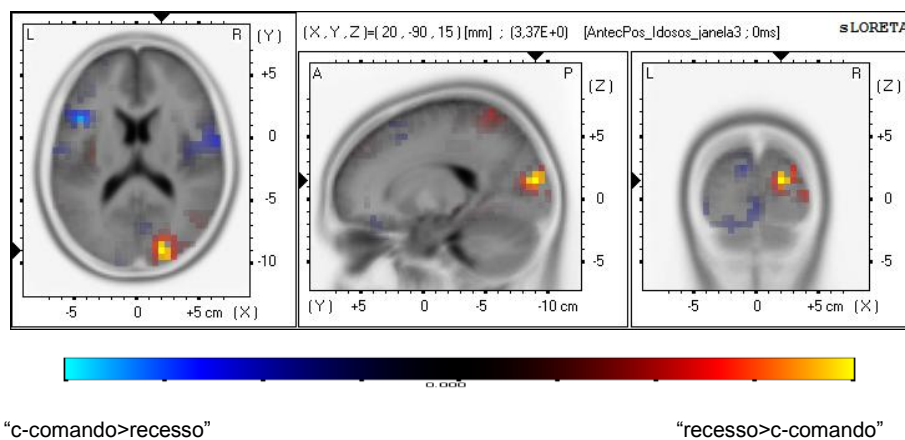 (X,Y,Z)=(20,-90,15)[mm] ; (3,37E+0) [AntecPos_Idosos_janela3 ; 0ms] sLORETA
L R (Y)
+5
0
-5
-10
-5 0 +5 cm (X)
A P (Z)
+5
0
-5
(Y) +5 0 -5 -10 cm
L R (Z)
+5
0
-5
-5 0 +5 cm (X)
0.000
“c-comando>recesso” “recesso>c-comando”